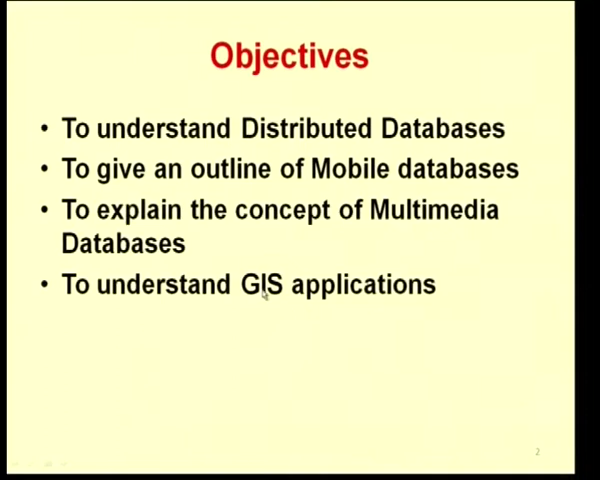 Objectives
• To understand Distributed Databases
• To give an outline of Mobile databases
• To explain the concept of Multimedia
Databases
• To understand GIS applications
2